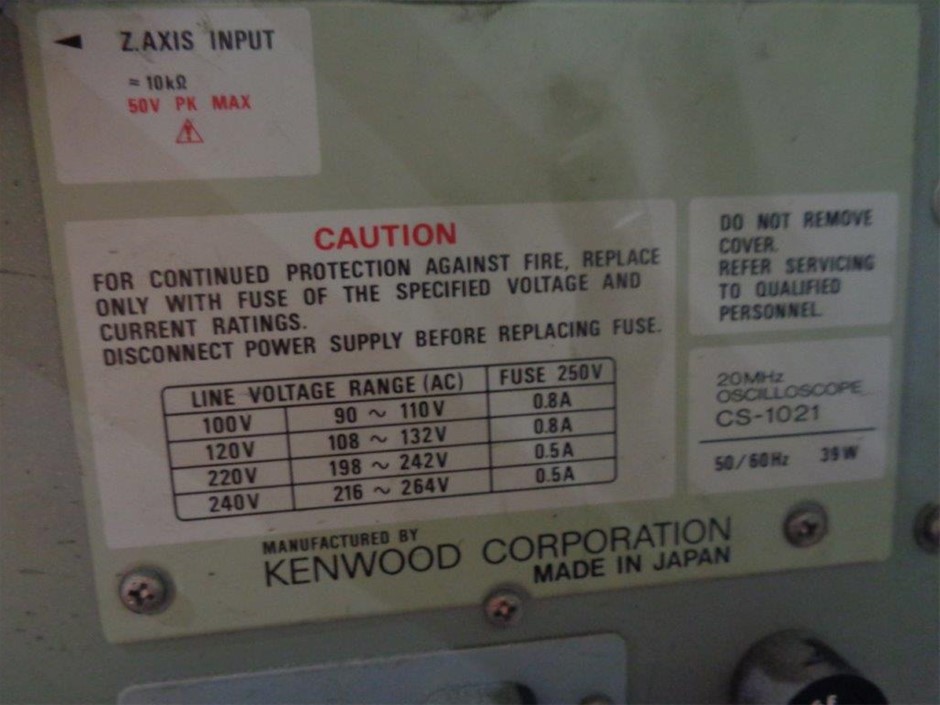 Z.AXIS INPUT
≈ 10kΩ
50V PK MAX
CAUTION
FOR CONTINUED PROTECTION AGAINST FIRE, REPLACE
ONLY WITH FUSE OF THE SPECIFIED VOLTAGE AND
CURRENT RATINGS.
DISCONNECT POWER SUPPLY BEFORE REPLACING FUSE.
LINE VOLTAGE RANGE (AC) FUSE 250V
100V 90 ~ 110V 0.8A
120V 108 ~ 132V 0.8A
220V 198 ~ 242V 0.5A
240V 216 ~ 264V 0.5A
DO NOT REMOVE
COVER.
REFER SERVICING
TO QUALIFIED
PERSONNEL.
20MHz
OSCILLOSCOPE
CS-1021
50/60Hz 39W
MANUFACTURED BY
KENWOOD CORPORATION
MADE IN JAPAN